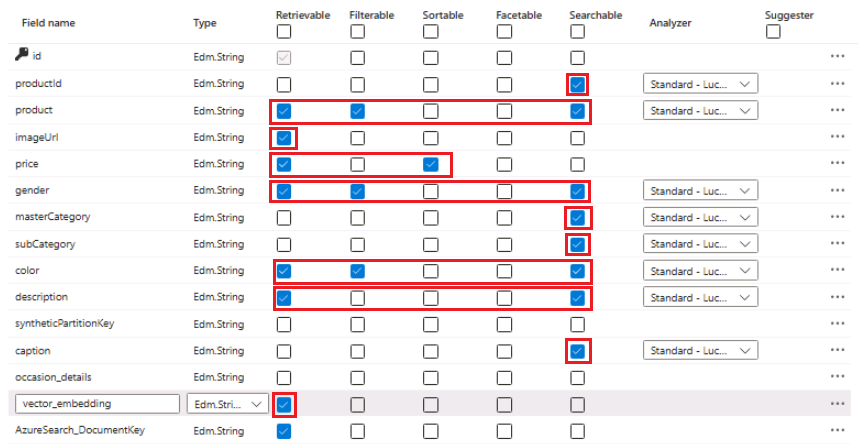 Field name Type Retrievable Filterable Sortable Facetable Searchable Analyzer Suggester
id Edm.String ...
productId Edm.String Standard - Luc... ...
product Edm.String Standard - Luc... ...
imageUrl Edm.String ...
price Edm.String ...
gender Edm.String Standard - Luc... ...
masterCategory Edm.String Standard - Luc... ...
subCategory Edm.String Standard - Luc... ...
color Edm.String Standard - Luc... ...
description Edm.String Standard - Luc... ...
syntheticPartitionKey Edm.String ...
caption Edm.String Standard - Luc... ...
occasion_details Edm.String ...
vector_embedding Edm.Stri... ...
AzureSearch_DocumentKey Edm.String ...